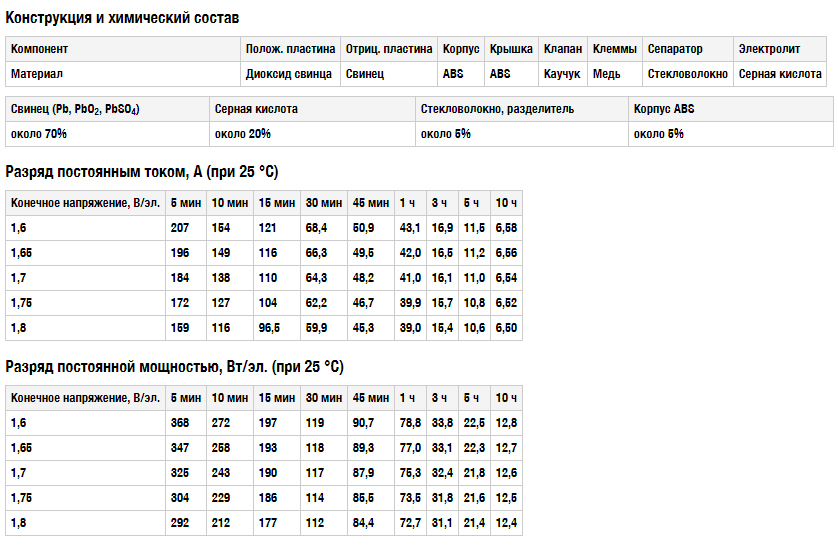 Конструкция и химический состав
Компонент Полож. пластина Отриц. пластина Корпус Крышка Клапан Клеммы Сепаратор Электролит
Материал Диоксид свинца Свинец ABS ABS Каучук Медь Стекловолокно Серная кислота
Свинец (Pb, PbO2, PbSO4) Серная кислота Стекловолокно, разделитель Корпус ABS
около 70% около 20% около 5% около 5%
Разряд постоянным током, А (при 25 °C)
Конечное напряжение, В/эл. 5 мин 10 мин 15 мин 30 мин 45 мин 1 ч 3 ч 5 ч 10 ч
1,6 207 154 121 68,4 50,9 43,1 16,9 11,5 6,58
1,65 196 149 116 66,3 49,5 42,0 16,5 11,2 6,56
1,7 184 138 110 64,3 48,2 41,0 16,1 11,0 6,54
1,75 172 127 104 62,2 46,7 39,9 15,7 10,8 6,52
1,8 159 116 96,5 59,9 45,3 39,0 15,4 10,6 6,50
Разряд постоянной мощностью, Вт/эл. (при 25 °C)
Конечное напряжение, В/эл. 5 мин 10 мин 15 мин 30 мин 45 мин 1 ч 3 ч 5 ч 10 ч
1,6 368 272 197 119 90,7 78,8 33,8 22,5 12,8
1,65 347 258 193 118 89,3 77,0 33,1 22,3 12,7
1,7 325 243 190 117 87,9 75,3 32,4 21,8 12,6
1,75 304 229 186 114 85,5 73,5 31,8 21,6 12,5
1,8 292 212 177 112 84,4 72,7 31,1 21,4 12,4